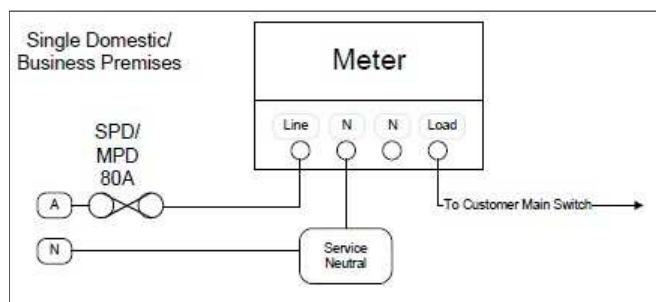 Single Domestic/
Business Premises
Meter
Line N N Load
SPD/
MPD
80A
A
To Customer Main Switch
N
Service
Neutral